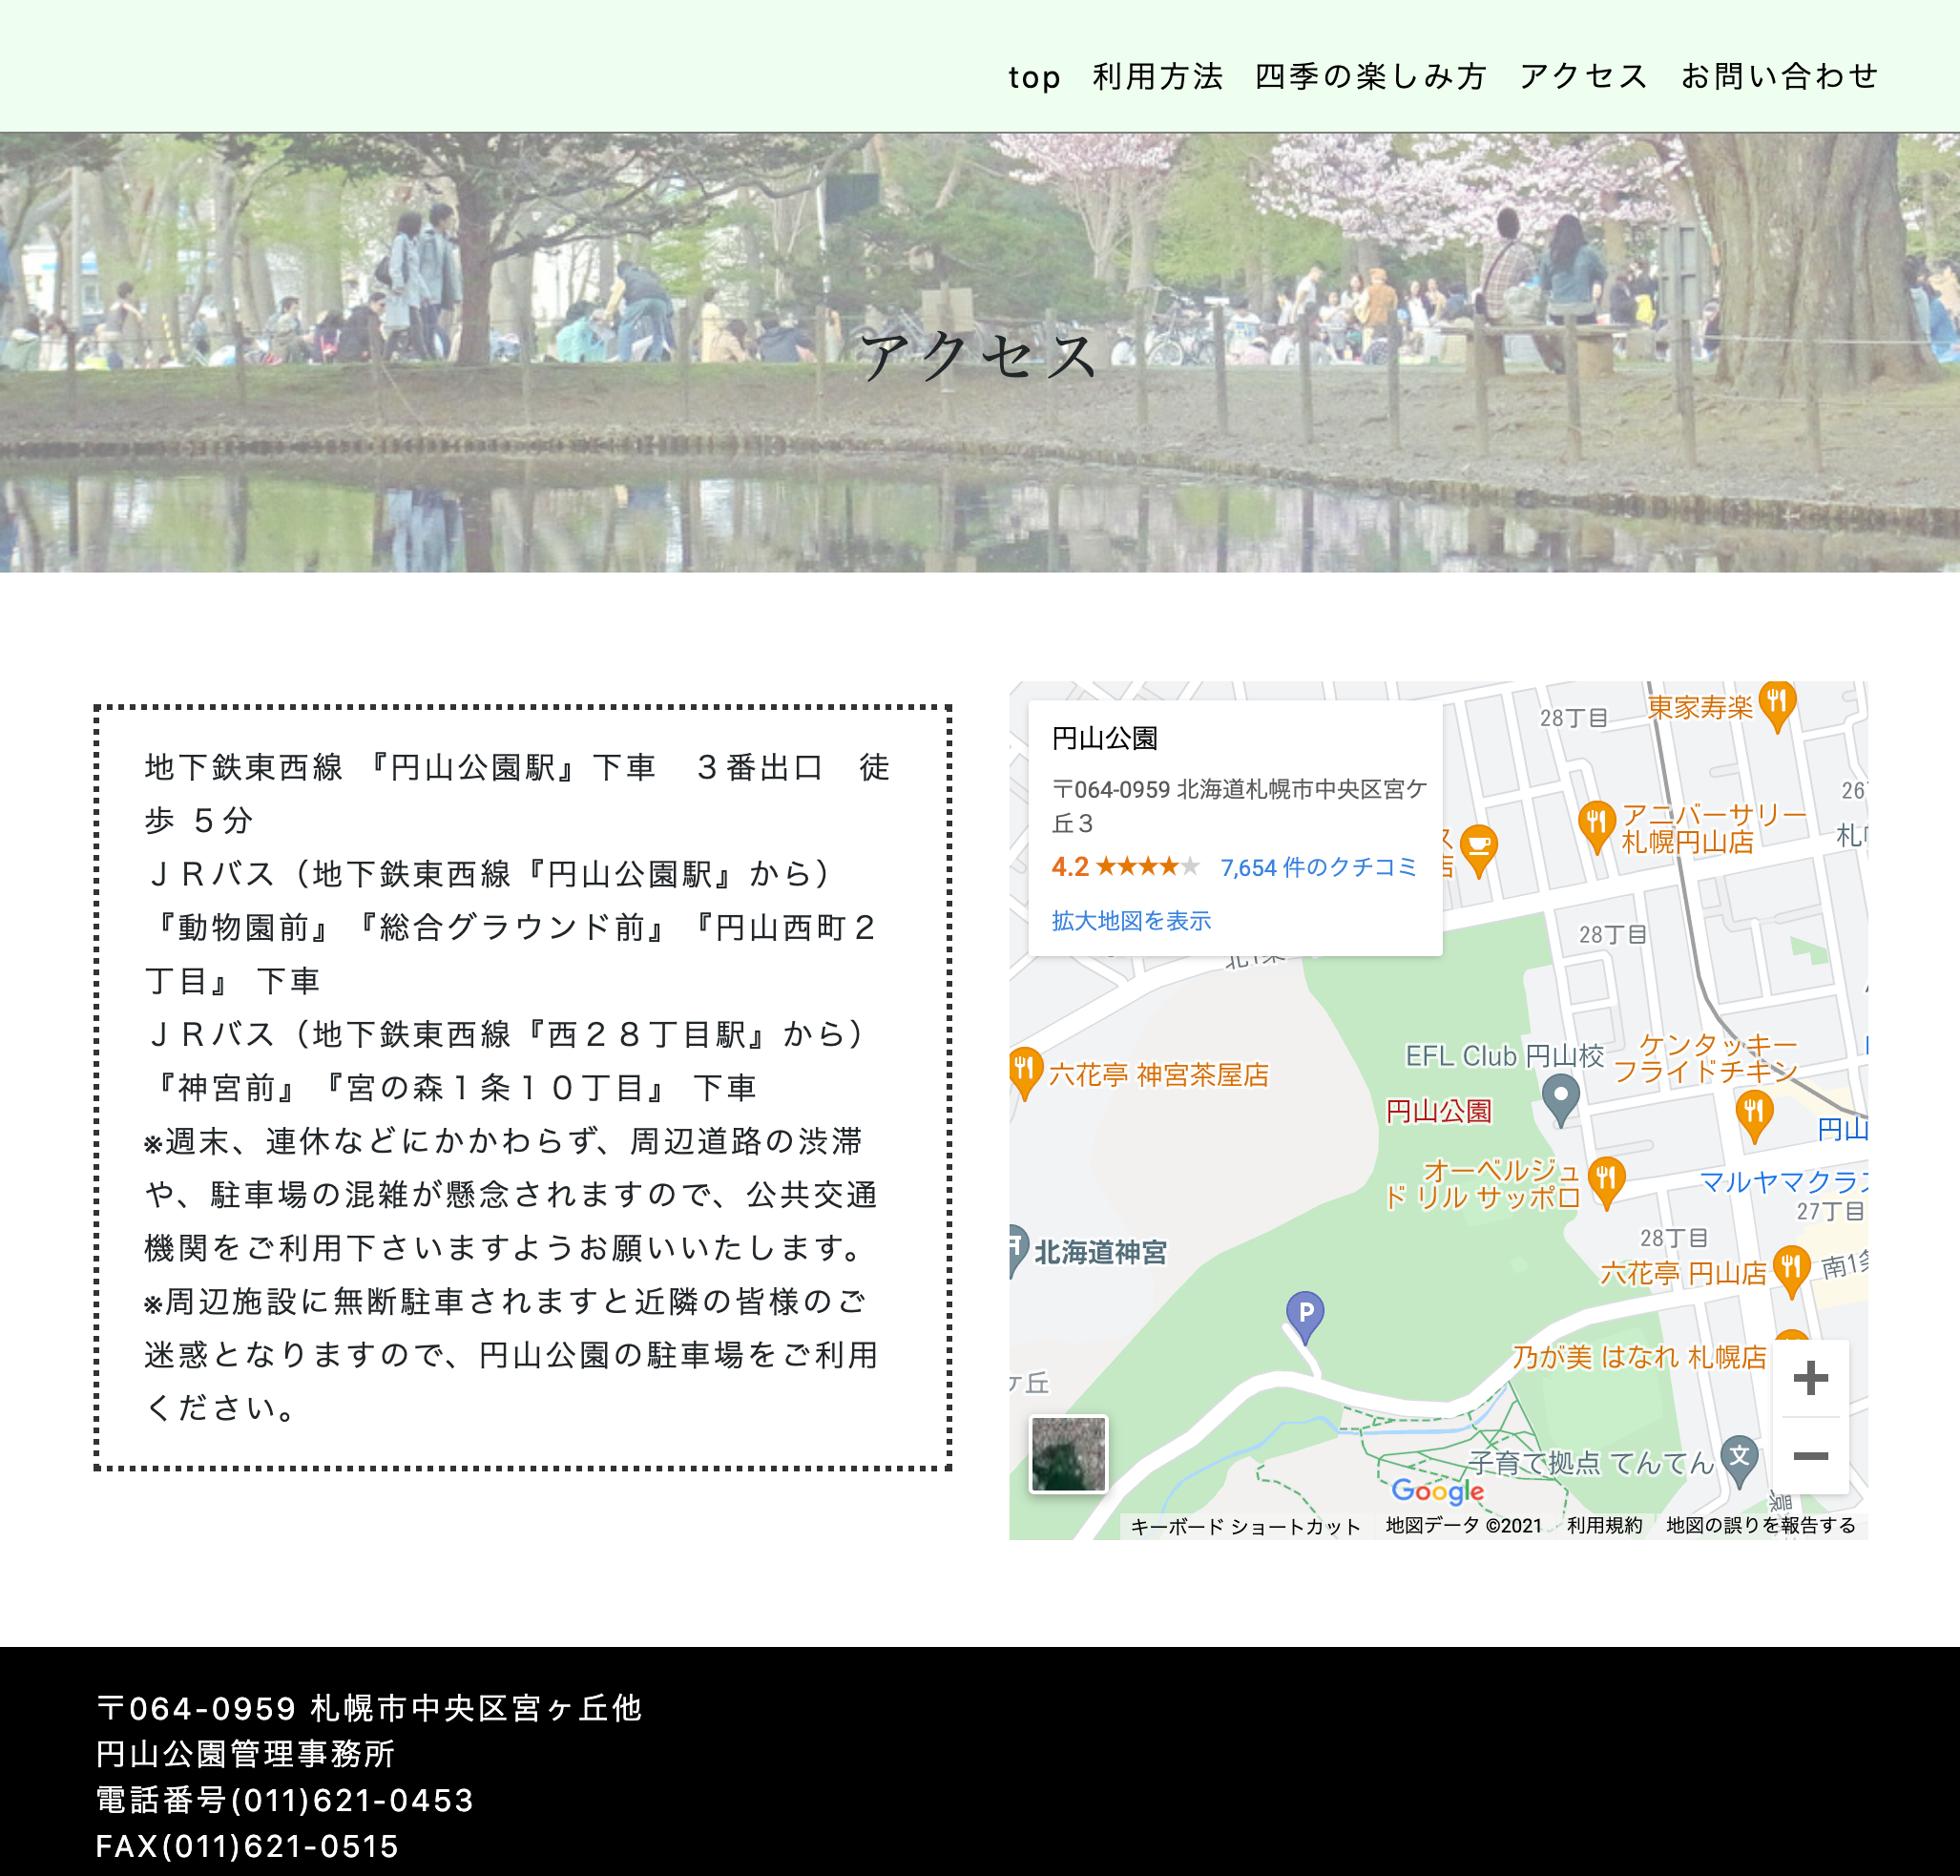 top 利用方法 四季の楽しみ方 アクセス お問い合わせ
アクセス
地下鉄東西線 『円山公園駅』下車　３番出口　徒
歩 ５分
ＪＲバス（地下鉄東西線『円山公園駅』から）
『動物園前』『総合グラウンド前』『円山西町２
丁目』 下車
ＪＲバス（地下鉄東西線『西２８丁目駅』から）
『神宮前』『宮の森１条１０丁目』 下車
※週末、連休などにかかわらず、周辺道路の渋滞
や、駐車場の混雑が懸念されますので、公共交通
機関をご利用下さいますようお願いいたします。
※周辺施設に無断駐車されますと近隣の皆様のご
迷惑となりますので、円山公園の駐車場をご利用
ください。
円山公園
〒064-0959 北海道札幌市中央区宮ケ
丘３
4.2 ★★★★★ 7,654 件のクチコミ
拡大地図を表示
28丁目
東家寿楽
26
アニバーサリー
札幌円山店
札
ス
店
28丁目
北1条
EFL Club 円山校
ケンタッキー
フライドチキン
六花亭 神宮茶屋店
円山公園
円山
オーベルジュ
ド リル サッポロ
マルヤマクラス
27丁目
28丁目
北海道神宮
六花亭 円山店
南1条
P
乃が美 はなれ 札幌店
ヶ丘
子育て拠点 てんてん
文
Google
キーボード ショートカット 地図データ ©2021 利用規約 地図の誤りを報告する
〒064-0959 札幌市中央区宮ヶ丘他
円山公園管理事務所
電話番号(011)621-0453
FAX(011)621-0515